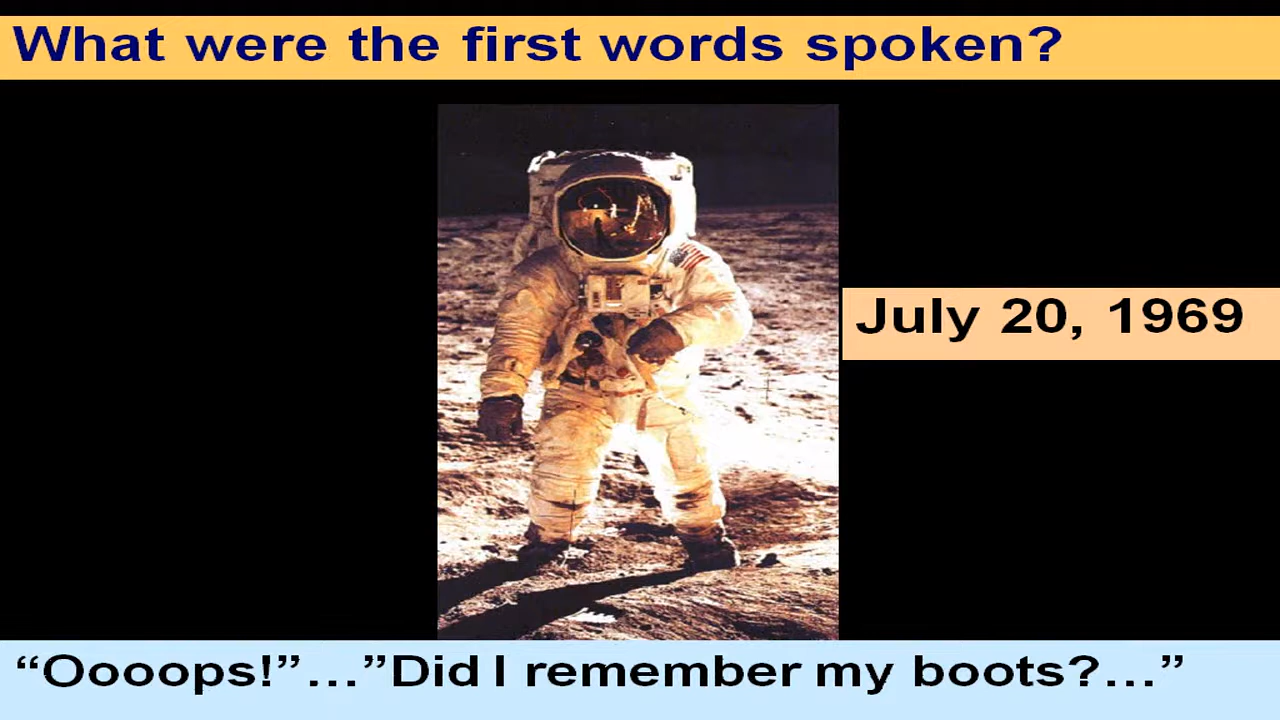 What were the first words spoken?
July 20, 1969
“Oooops!”…”Did I remember my boots?…”